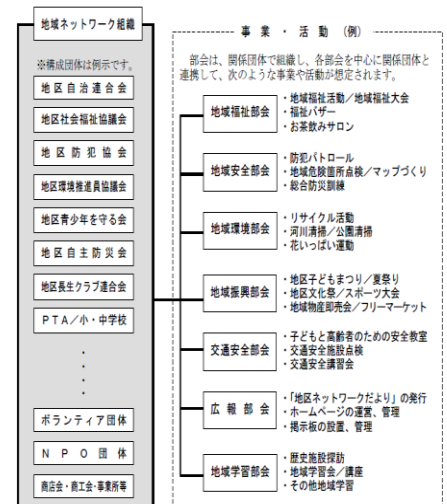 地域ネットワーク組織
※構成団体は例示です。
地区自治連合会
地区社会福祉協議会
地区防犯協会
地区環境推進員協議会
地区青少年を守る会
地区自主防災会
地区長生クラブ連合会
PTA/小・中学校
・
・
・
・
ボランティア団体
NPO団体
商店会・商工会・事業所等
事業・活動（例）
部会は、関係団体で組織し、各部会を中心に関係団体と
連携して、次のような事業や活動が想定されます。
地域福祉部会
・地域福祉活動／地域福祉大会
・福祉バザー
・お茶飲みサロン
地域安全部会
・防犯パトロール
・地域危険箇所点検／マップづくり
・総合防災訓練
地域環境部会
・リサイクル活動
・河川清掃／公園清掃
・花いっぱい運動
地域振興部会
・地区子どもまつり／夏祭り
・地区文化祭／スポーツ大会
・地域物産即売会／フリーマーケット
交通安全部会
・子どもと高齢者のための安全教室
・交通安全施設点検
・交通安全講習会
広報部会
・「地区ネットワークだより」の発行
・ホームページの運営、管理
・掲示板の設置、管理
地域学習部会
・歴史施設探訪
・地域学習会／講座
・その他地域学習